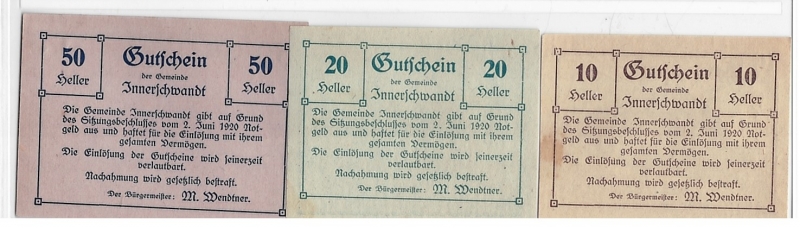 50 Gutschein 50
Heller der Gemeinde Heller
Innerschwandt
Die Gemeinde Innerschwandt gibt auf Grund
des Sitzungsbeschlusses vom 2. Juni 1920 Not-
geld aus und haftet für die Einlösung mit ihrem
gesamten Vermögen.
Die Einlösung der Gutscheine wird seinerzeit
verlautbart.
Nachahmung wird gesetzlich bestraft.
Der Bürgermeister: M. Wendtner.
20 Gutschein 20
Heller der Gemeinde Heller
Innerschwandt
Die Gemeinde Innerschwandt gibt auf Grund
des Sitzungsbeschlusses vom 2. Juni 1920 Not-
geld aus und haftet für die Einlösung mit ihrem
gesamten Vermögen.
Die Einlösung der Gutscheine wird seinerzeit
verlautbart.
Nachahmung wird gesetzlich bestraft.
Der Bürgermeister: M. Wendtner.
10 Gutschein 10
Heller der Gemeinde Heller
Innerschwandt
Die Gemeinde Innerschwandt gibt auf Grund
des Sitzungsbeschlusses vom 2. Juni 1920 Not-
geld aus und haftet für die Einlösung mit ihrem
gesamten Vermögen.
Die Einlösung der Gutscheine wird seinerzeit
verlautbart.
Nachahmung wird gesetzlich bestraft.
Der Bürgermeister: M. Wendtner.